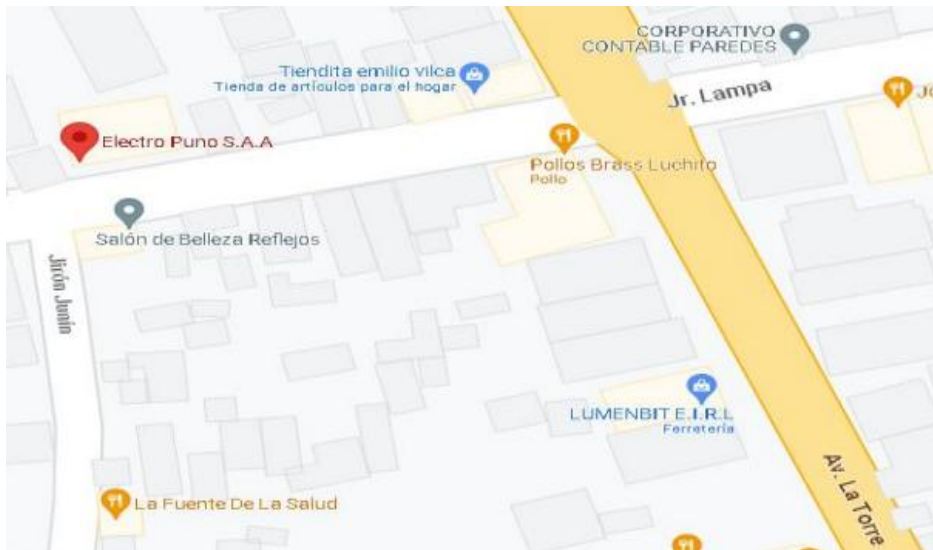 CORPORATIVO
CONTABLE PAREDES
Tiendita emilio vilca
Tienda de artículos para el hogar
Jr. Lampa
Electro Puno S.A.A
Pollos Brass Luchito
Pollo
Salón de Belleza Reflejos
Jirón Junín
LUMENBIT E.I.R.L
Ferretería
Av. La Torre
La Fuente De La Salud